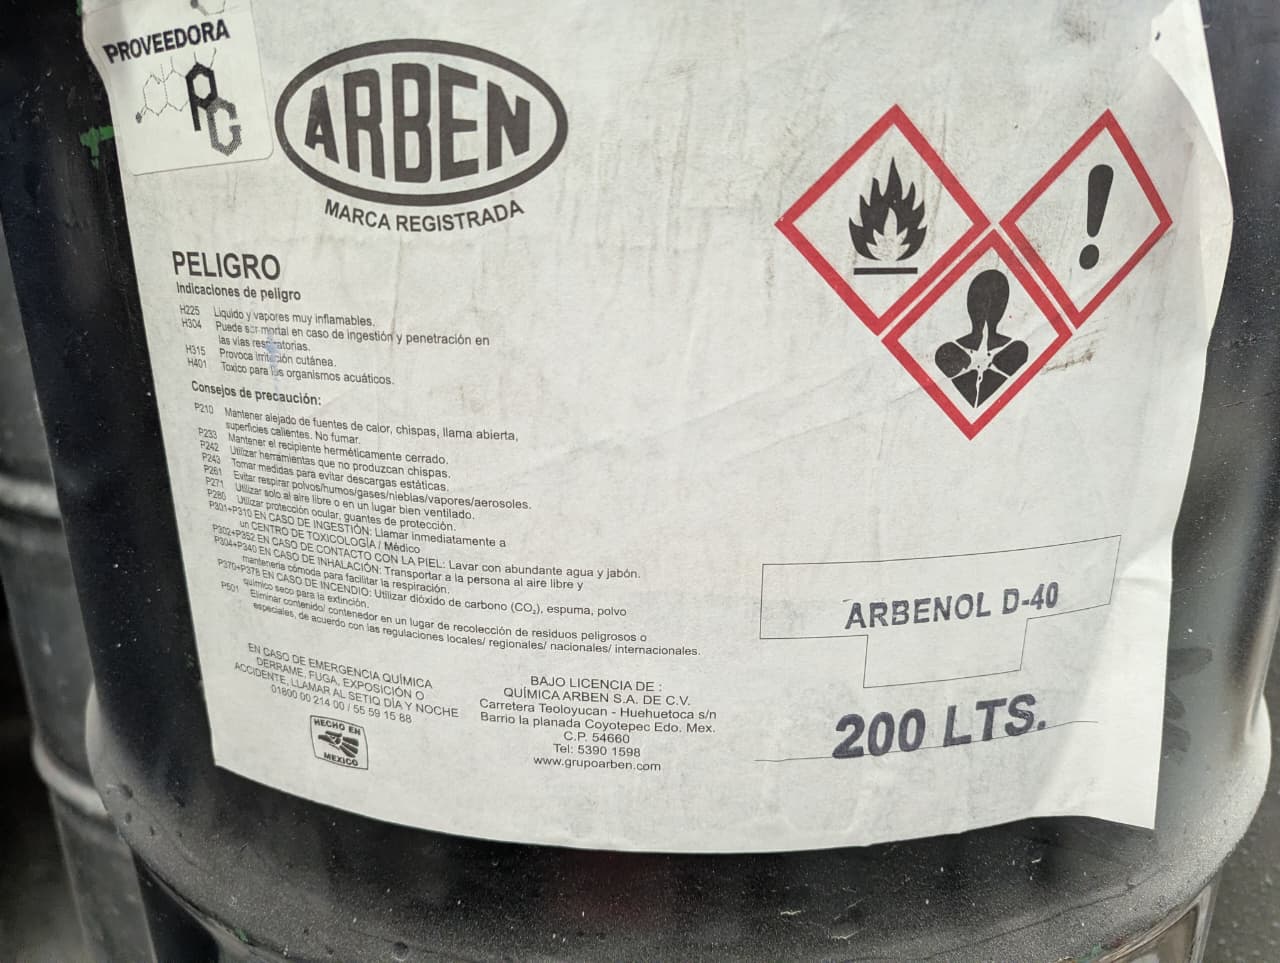 PROVEEDORA
PG
ARBEN
MARCA REGISTRADA
PELIGRO
Indicaciones de peligro
H225 Líquido y vapores muy inflamables.
H304 Puede ser mortal en caso de ingestión y penetración en
las vías respiratorias.
H315 Provoca irritación cutánea.
H401 Toxico para los organismos acuáticos.
Consejos de precaución:
P210 Mantener alejado de fuentes de calor, chispas, llama abierta,
superficies calientes. No fumar.
P233 Mantener el recipiente herméticamente cerrado.
P242 Utilizar herramientas que no produzcan chispas.
P243 Tomar medidas para evitar descargas estáticas.
P261 Evitar respirar polvos/humos/gases/nieblas/vapores/aerosoles.
P271 Utilizar solo al aire libre o en un lugar bien ventilado.
P280 Utilizar protección ocular, guantes de protección.
P301+P310 EN CASO DE INGESTIÓN: Llamar inmediatamente a
un CENTRO DE TOXICOLOGÍA / Médico
P302+P352 EN CASO DE CONTACTO CON LA PIEL: Lavar con abundante agua y jabón.
P304+P340 EN CASO DE INHALACIÓN: Transportar a la persona al aire libre y
mantenerla cómoda para facilitar la respiración.
P370+P378 EN CASO DE INCENDIO: Utilizar dióxido de carbono (CO₂), espuma, polvo
químico seco para la extinción.
P501 Eliminar contenido/ contenedor en un lugar de recolección de residuos peligrosos o
especiales, de acuerdo con las regulaciones locales/ regionales/ nacionales/ internacionales.
EN CASO DE EMERGENCIA QUÍMICA
DERRAME, FUGA, EXPOSICIÓN O
ACCIDENTE, LLAMAR AL SETIQ DÍA Y NOCHE
01800 00 214 00 / 55 59 15 88
HECHO EN
MEXICO
BAJO LICENCIA DE :
QUÍMICA ARBEN S.A. DE C.V.
Carretera Teoloyucan - Huehuetoca s/n
Barrio la planada Coyotepec Edo. Mex.
C.P. 54660
Tel: 5390 1598
www.grupoarben.com
ARBENOL D-40
200 LTS.